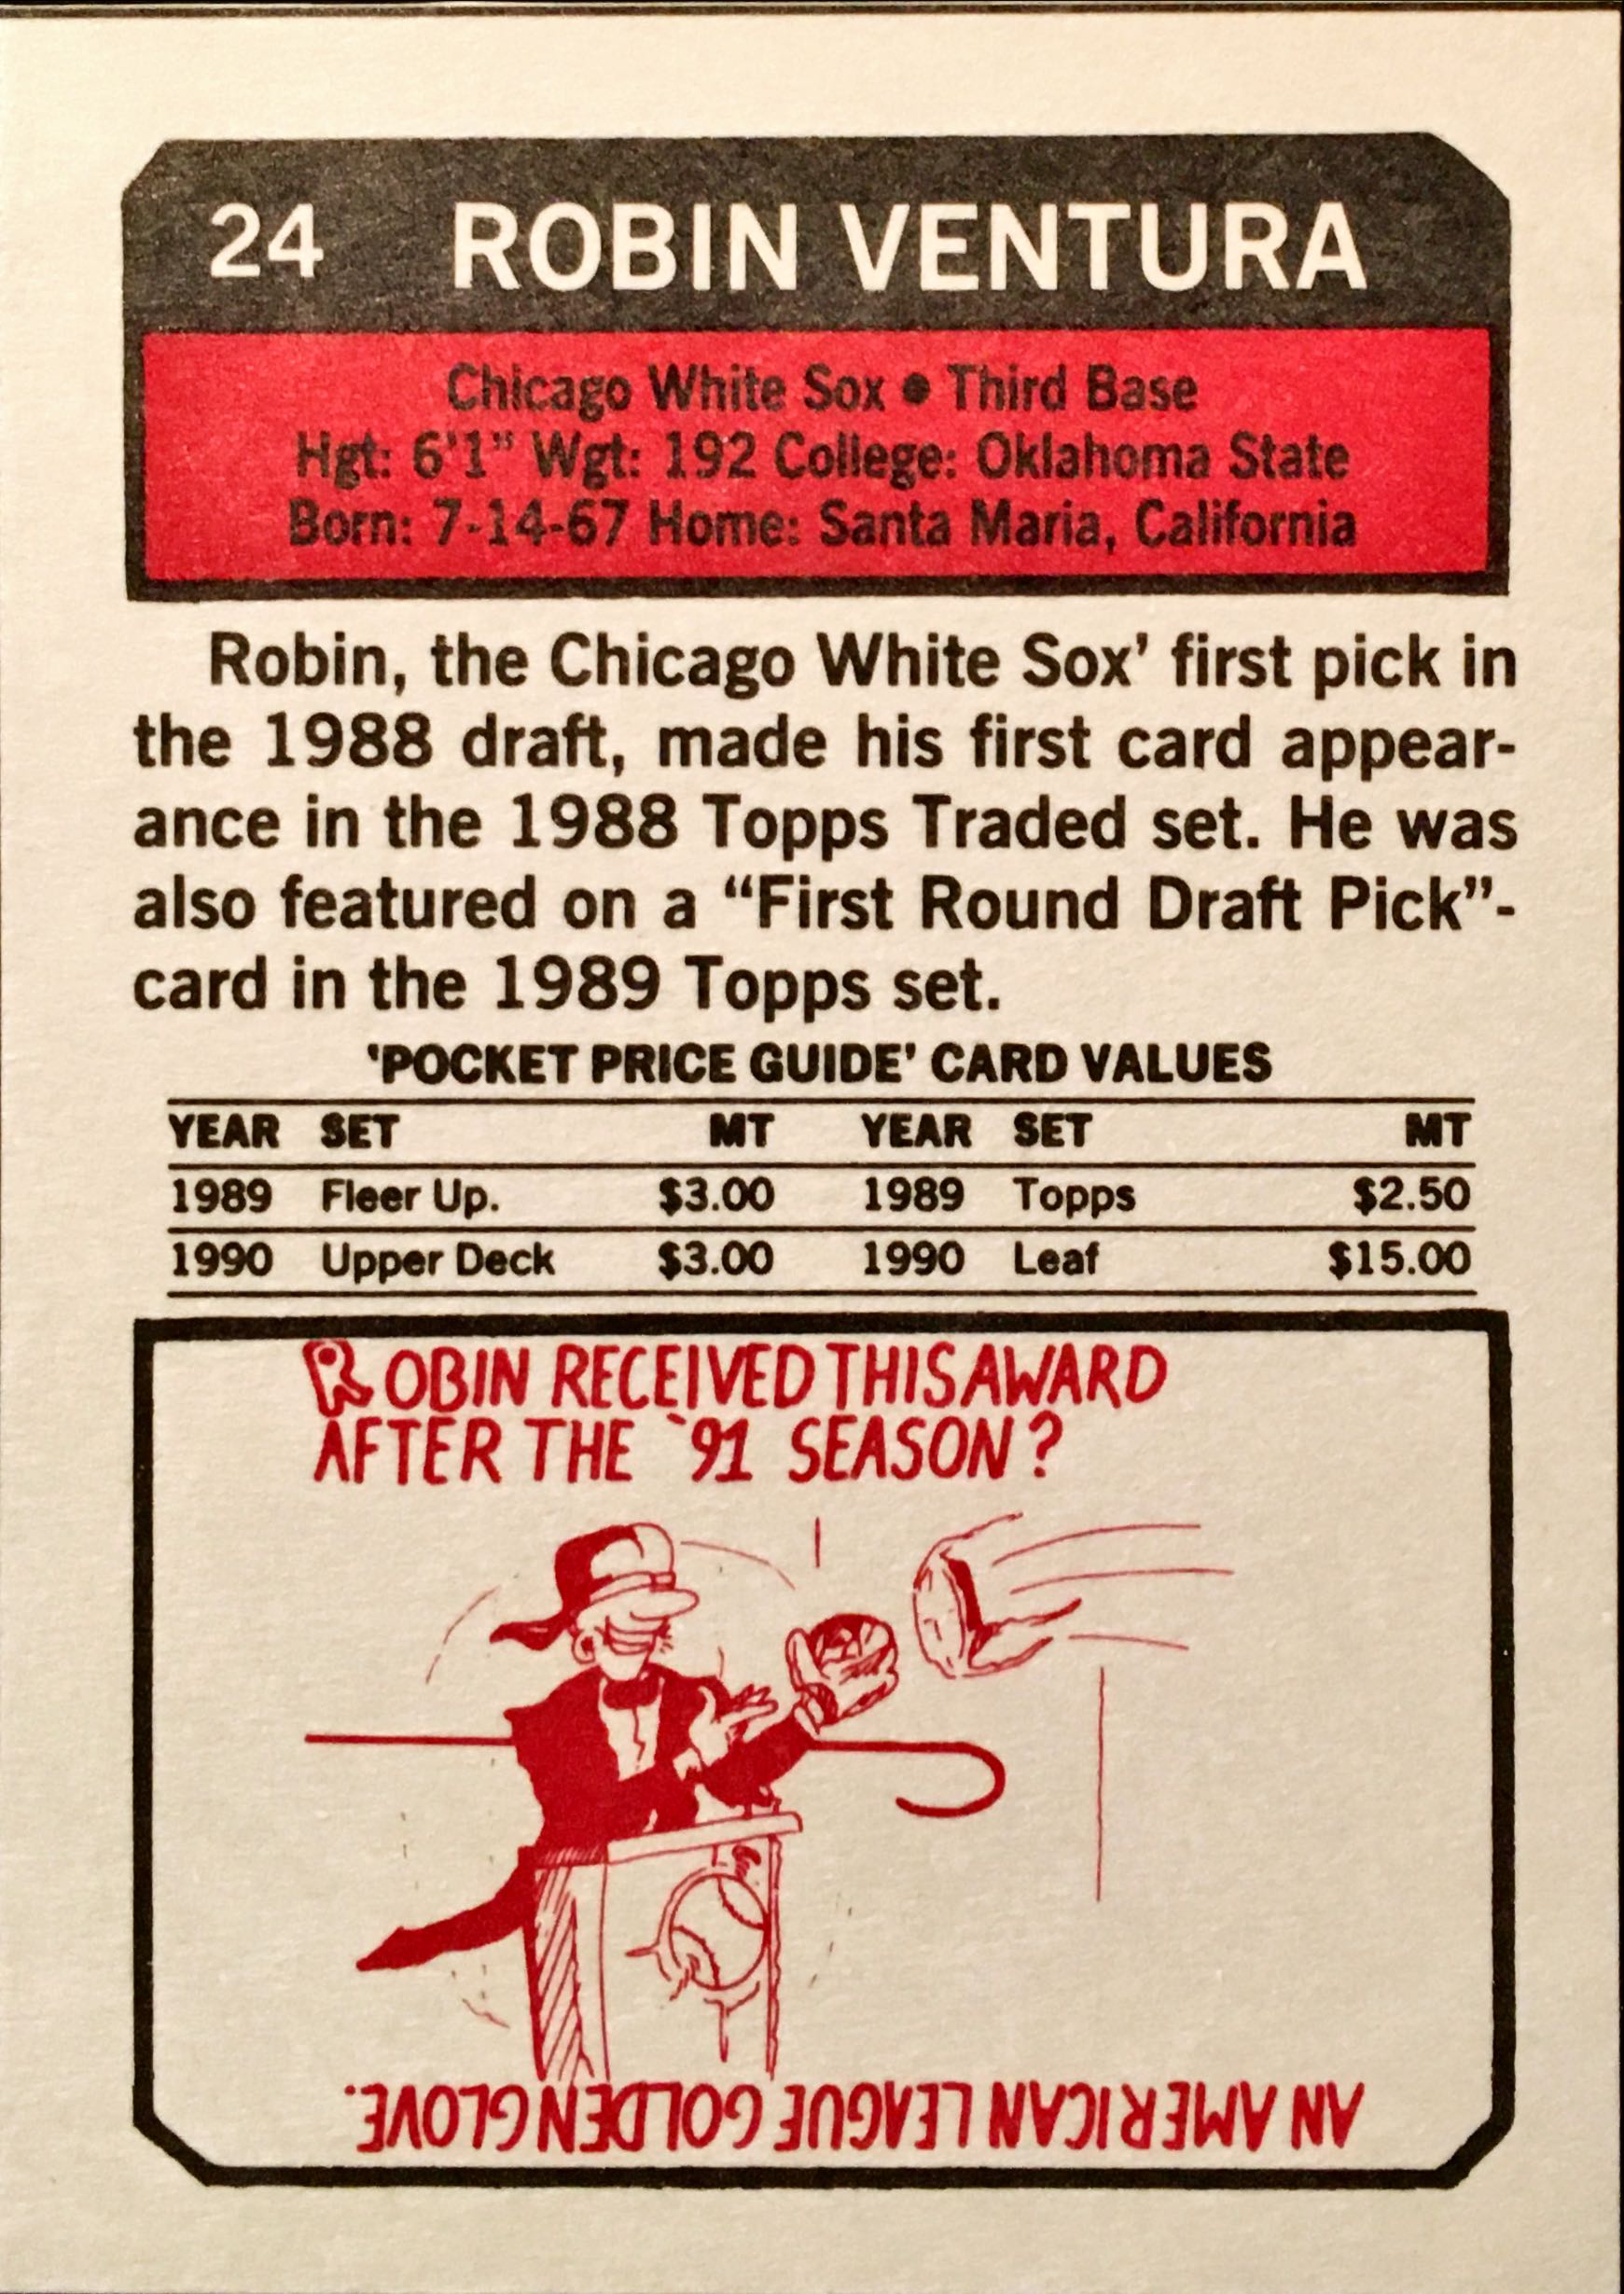 24 ROBIN VENTURA
Chicago White Sox • Third Base
Hgt: 6'1" Wgt: 192 College: Oklahoma State
Born: 7-14-67 Home: Santa Maria, California
Robin, the Chicago White Sox’ first pick in
the 1988 draft, made his first card appear-
ance in the 1988 Topps Traded set. He was
also featured on a “First Round Draft Pick”-
card in the 1989 Topps set.
‘POCKET PRICE GUIDE’ CARD VALUES
YEAR SET MT YEAR SET MT
1989 Fleer Up. $3.00 1989 Topps $2.50
1990 Upper Deck $3.00 1990 Leaf $15.00
ROBIN RECEIVED THIS AWARD
AFTER THE `91 SEASON?
AN AMERICAN LEAGUE GOLDEN GLOVE.